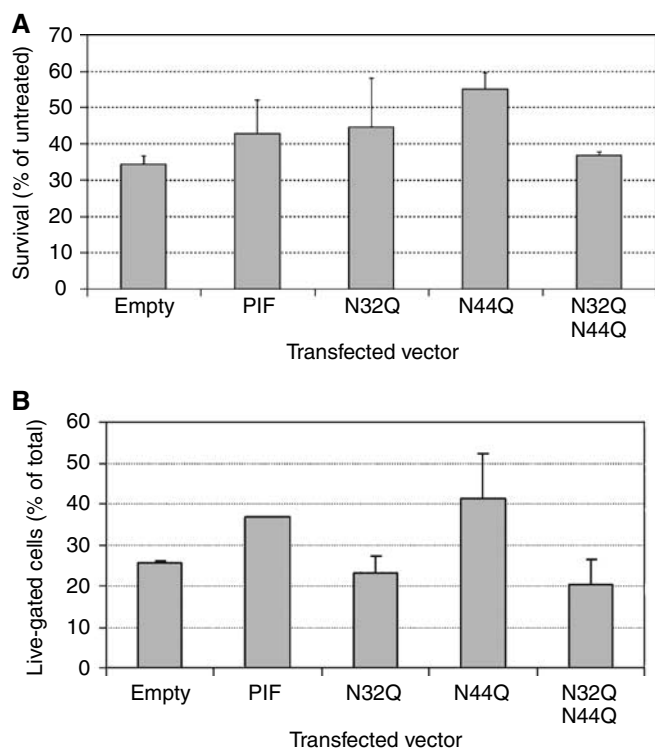 A
Survival (% of untreated)
70
60
50
40
30
20
10
0
Empty PIF N32Q N44Q N32Q
N44Q
Transfected vector
B
Live-gated cells (% of total)
60
50
40
30
20
10
0
Empty PIF N32Q N44Q N32Q
N44Q
Transfected vector